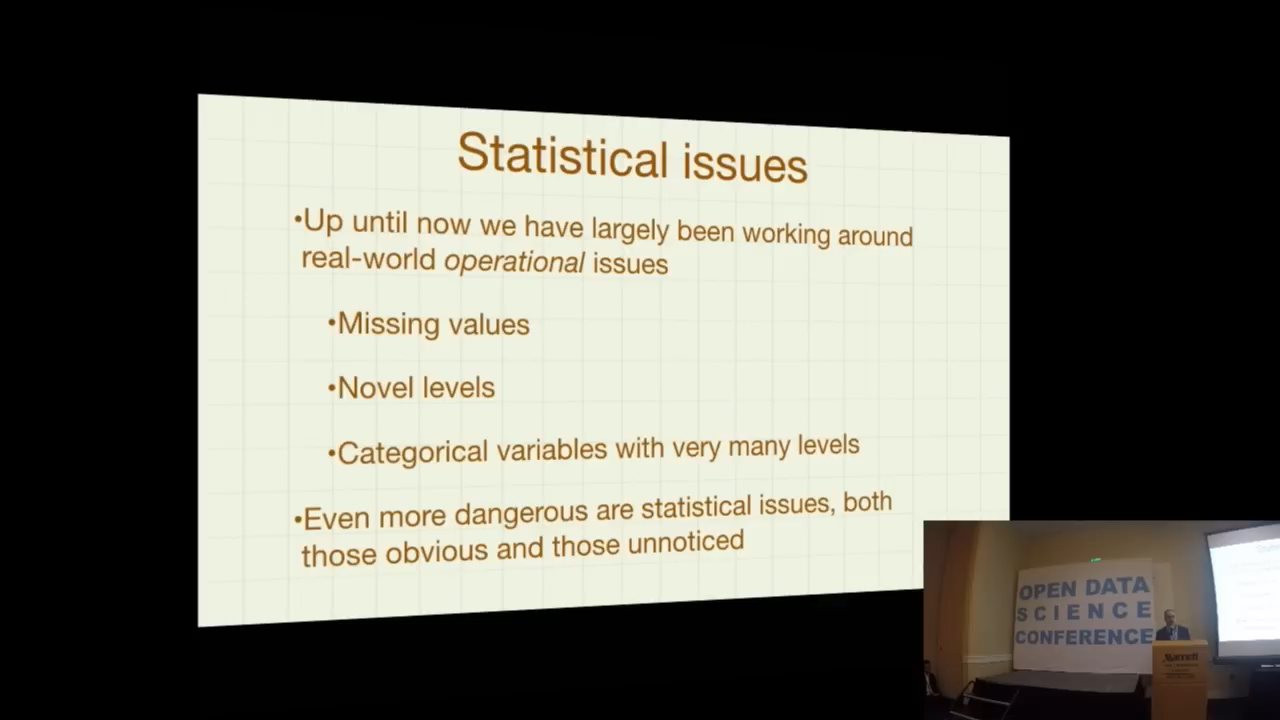 Statistical issues
•Up until now we have largely been working around
real-world operational issues
•Missing values
•Novel levels
•Categorical variables with very many levels
•Even more dangerous are statistical issues, both
those obvious and those unnoticed
OPEN DATA
SCIENCE
CONFERENCE
Marriott